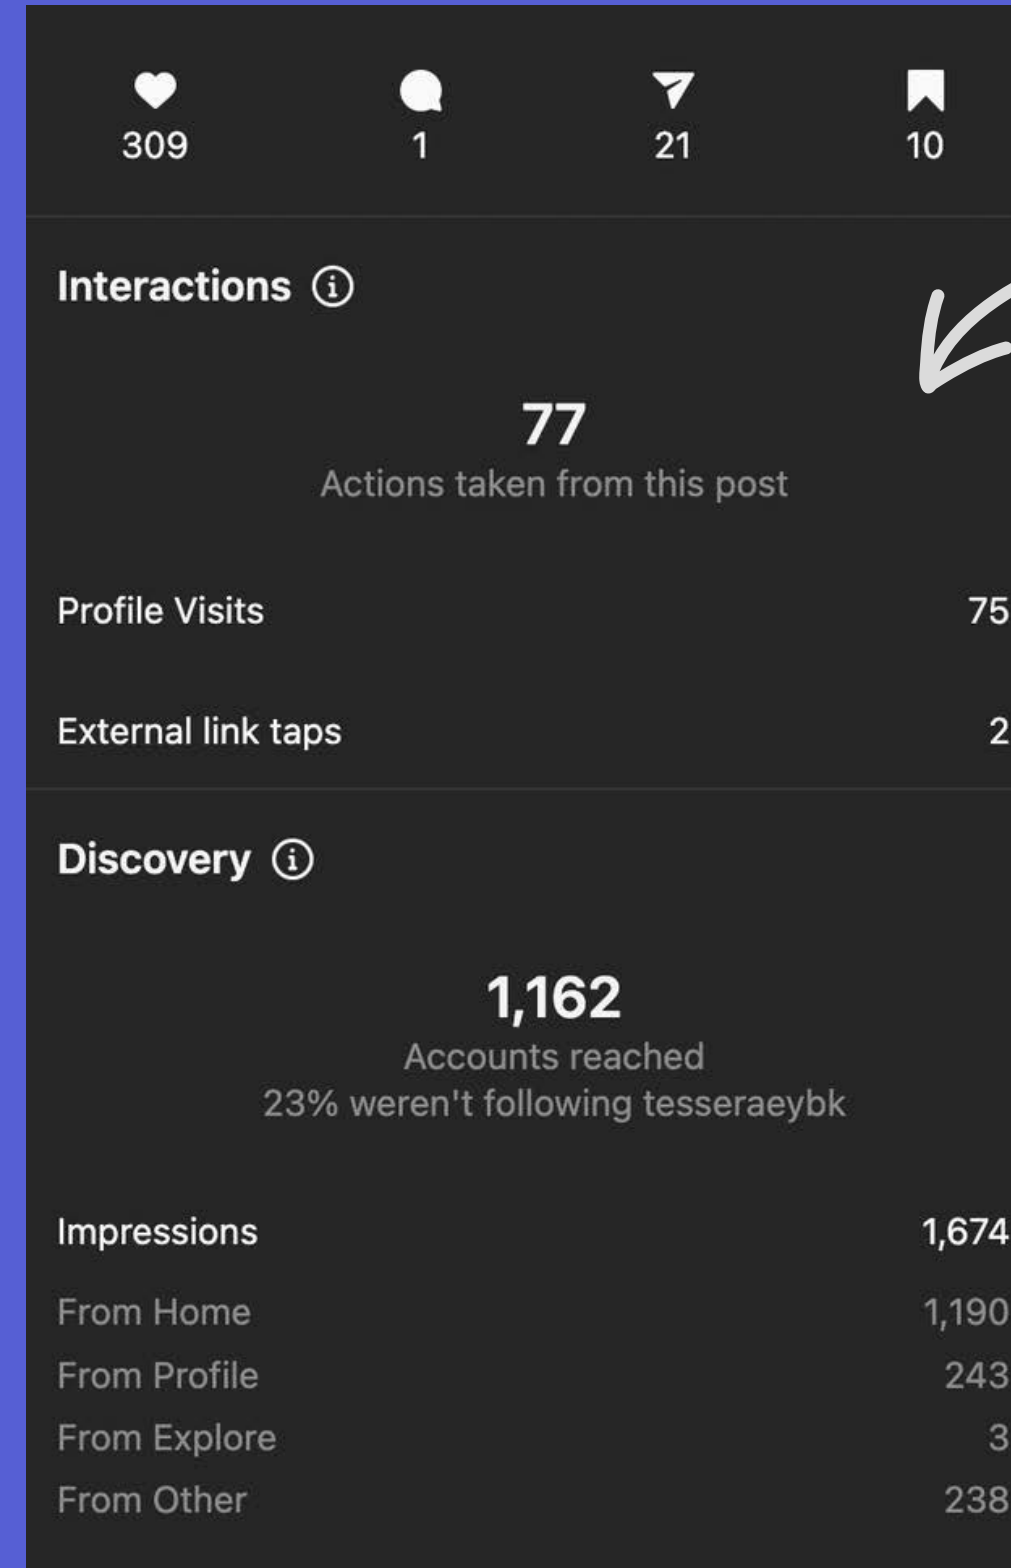 309 1 21 10
Interactions
77
Actions taken from this post
Profile Visits 75
External link taps 2
Discovery
1,162
Accounts reached
23% weren't following tesseraeybk
Impressions 1,674
From Home 1,190
From Profile 243
From Explore 3
From Other 238